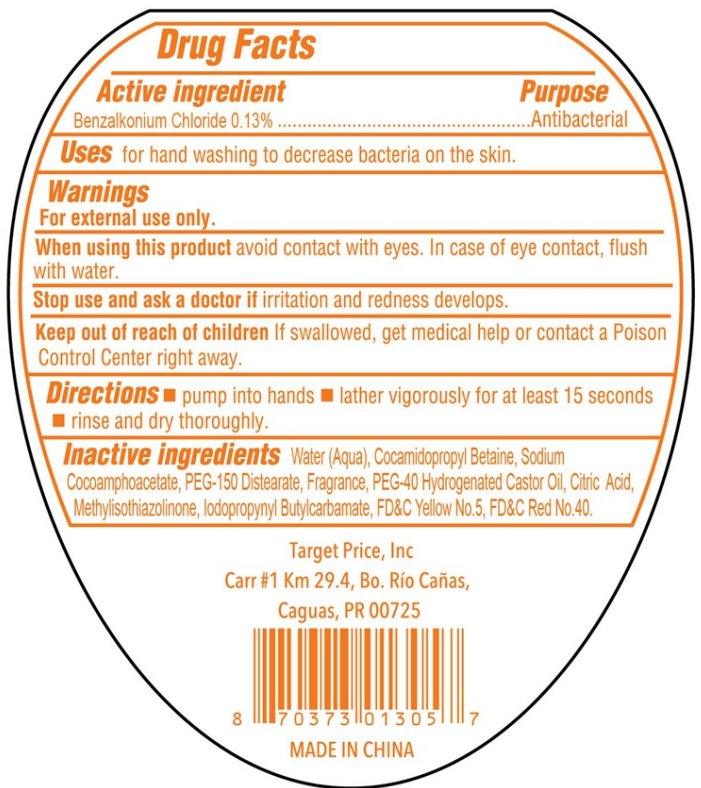 Drug Facts
Active ingredient Purpose
Benzalkonium Chloride 0.13% ....................................................Antibacterial
Uses for hand washing to decrease bacteria on the skin.
Warnings
For external use only.
When using this product avoid contact with eyes. In case of eye contact, flush
with water.
Stop use and ask a doctor if irritation and redness develops.
Keep out of reach of children If swallowed, get medical help or contact a Poison
Control Center right away.
Directions ■ pump into hands ■ lather vigorously for at least 15 seconds
■ rinse and dry thoroughly.
Inactive ingredients Water (Aqua), Cocamidopropyl Betaine, Sodium
Cocoamphoacetate, PEG-150 Distearate, Fragrance, PEG-40 Hydrogenated Castor Oil, Citric Acid,
Methylisothiazolinone, Iodopropynyl Butylcarbamate, FD&C Yellow No.5, FD&C Red No.40.
Target Price, Inc
Carr #1 Km 29.4, Bo. Río Cañas,
Caguas, PR 00725
8 70373 01305 7
MADE IN CHINA